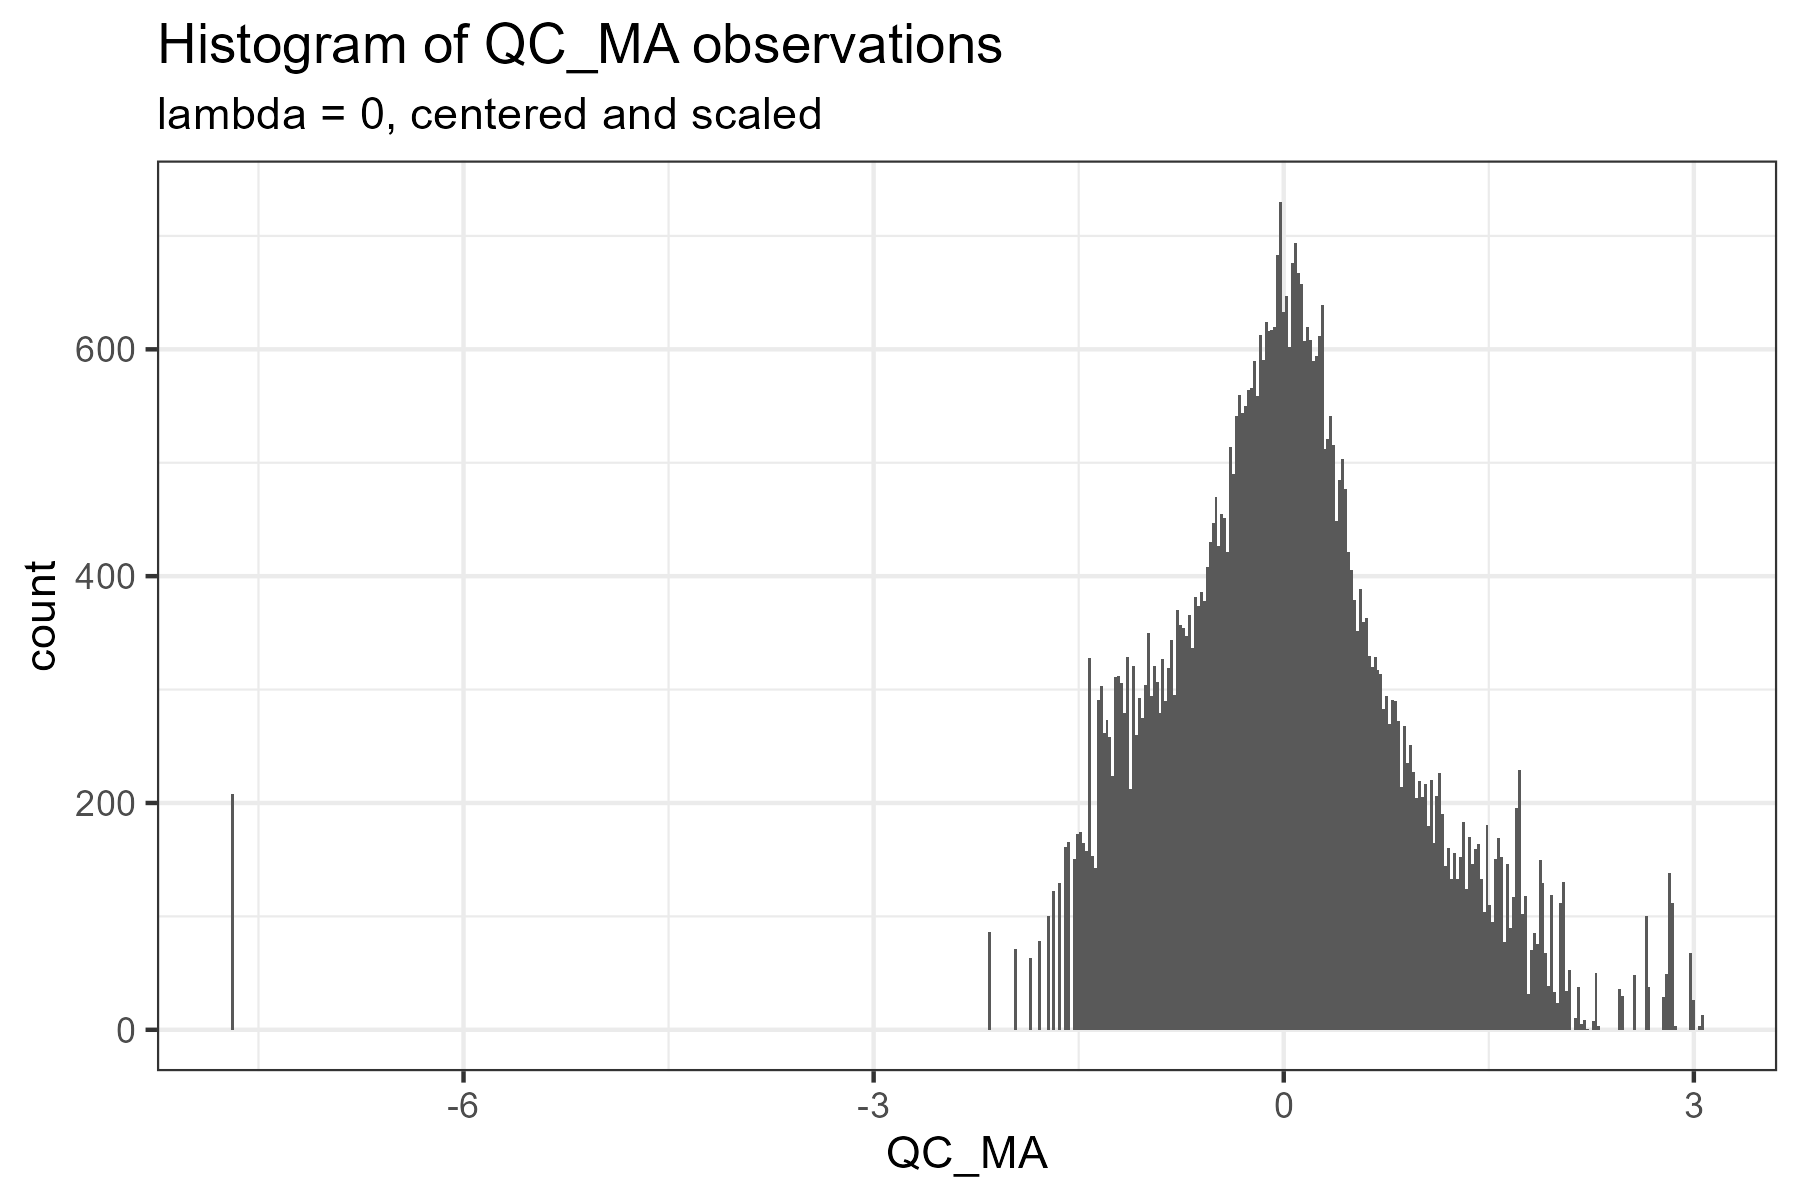 Histogram of QC_MA observations
lambda = 0, centered and scaled
count
600
400
200
0
-6
-3
0
3
QC_MA